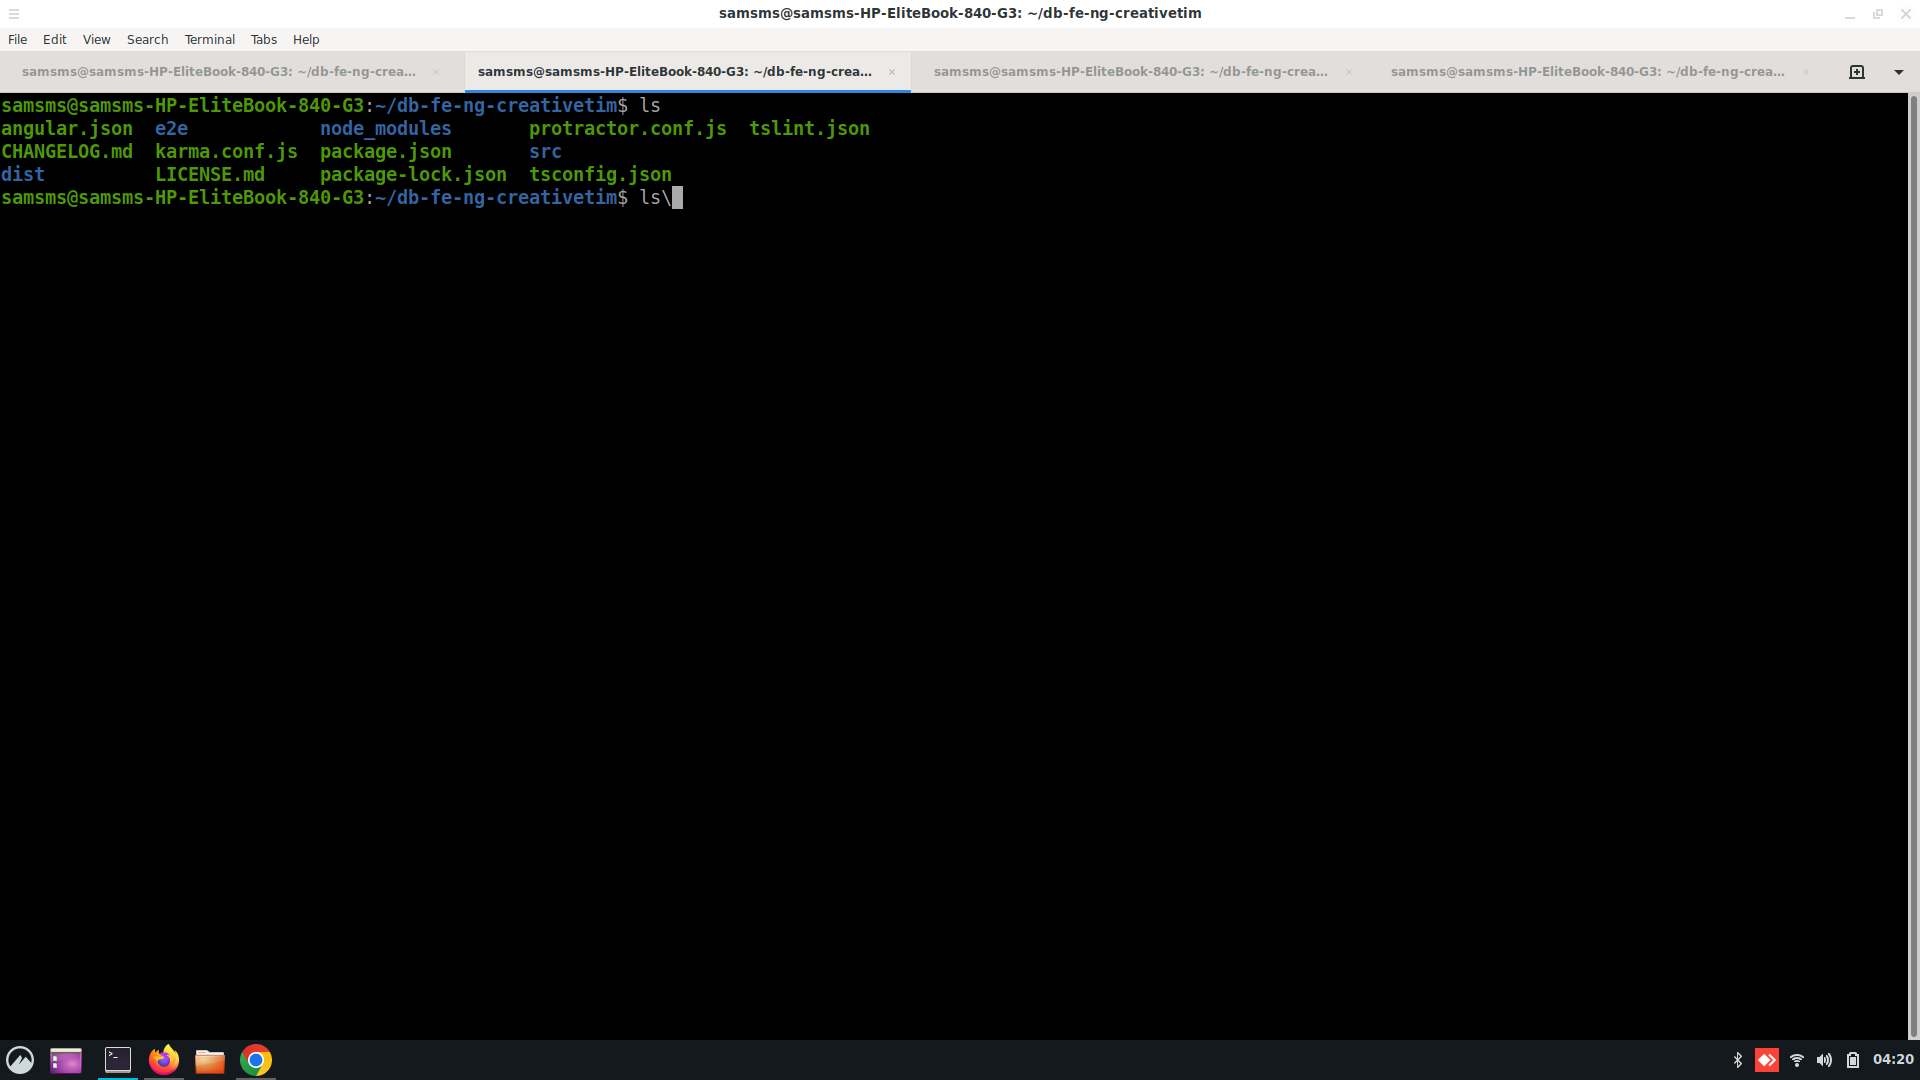 samsms@samsms-HP-EliteBook-840-G3: ~/db-fe-ng-creativetim
File Edit View Search Terminal Tabs Help
samsms@samsms-HP-EliteBook-840-G3: ~/db-fe-ng-crea... × samsms@samsms-HP-EliteBook-840-G3: ~/db-fe-ng-crea... × samsms@samsms-HP-EliteBook-840-G3: ~/db-fe-ng-crea... × samsms@samsms-HP-EliteBook-840-G3: ~/db-fe-ng-crea... ×
samsms@samsms-HP-EliteBook-840-G3:~/db-fe-ng-creativetim$ ls
angular.json  e2e            node_modules       protractor.conf.js  tslint.json
CHANGELOG.md  karma.conf.js  package.json       src
dist          LICENSE.md     package-lock.json  tsconfig.json
samsms@samsms-HP-EliteBook-840-G3:~/db-fe-ng-creativetim$ ls\
04:20